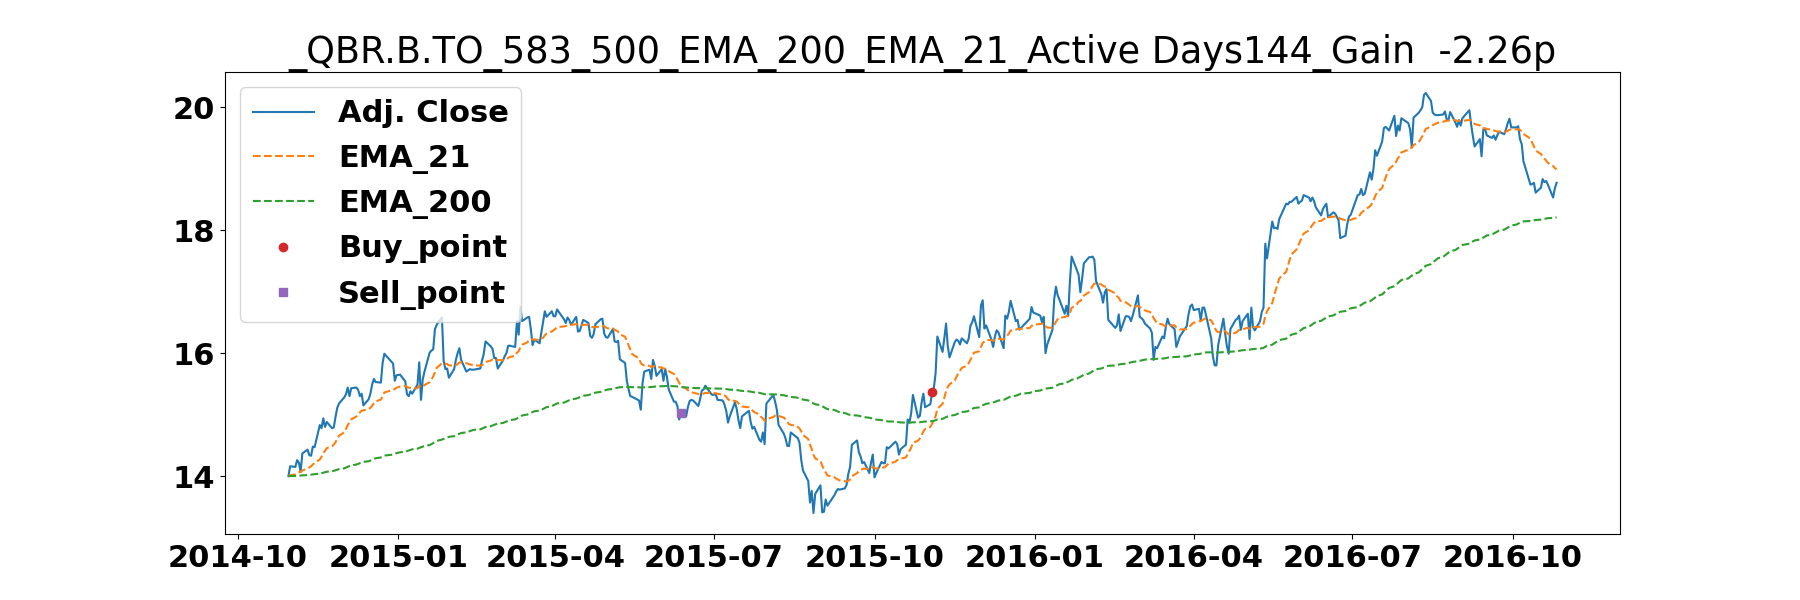 _QBR.B.TO_583_500_EMA_200_EMA_21_Active Days144_Gain  -2.26p
Adj. Close
EMA_21
EMA_200
Buy_point
Sell_point
20
18
16
14
2014-10 2015-01 2015-04 2015-07 2015-10 2016-01 2016-04 2016-07 2016-10